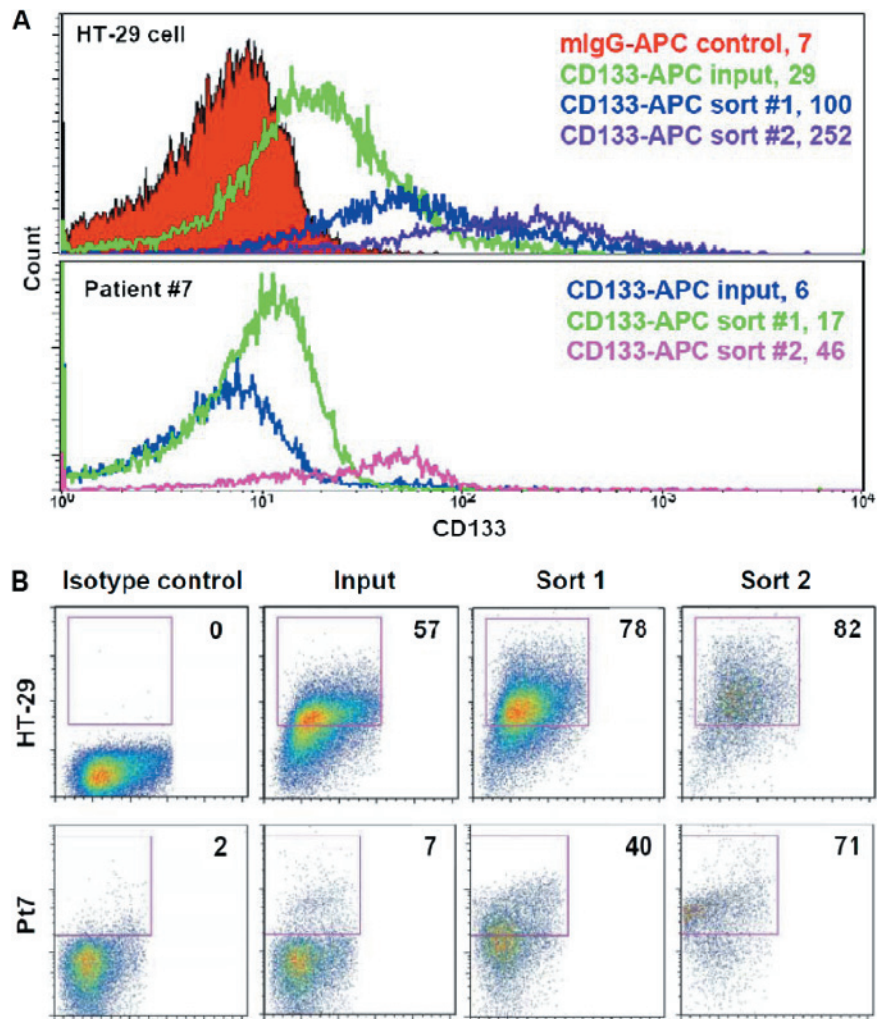 A
HT-29 cell
mIgG-APC control, 7
CD133-APC input, 29
CD133-APC sort #1, 100
CD133-APC sort #2, 252
Count
Patient #7
CD133-APC input, 6
CD133-APC sort #1, 17
CD133-APC sort #2, 46
10⁰ 10¹ 10² 10³ 10⁴
CD133
B
Isotype control Input Sort 1 Sort 2
HT-29
0 57 78 82
Pt7
2 7 40 71